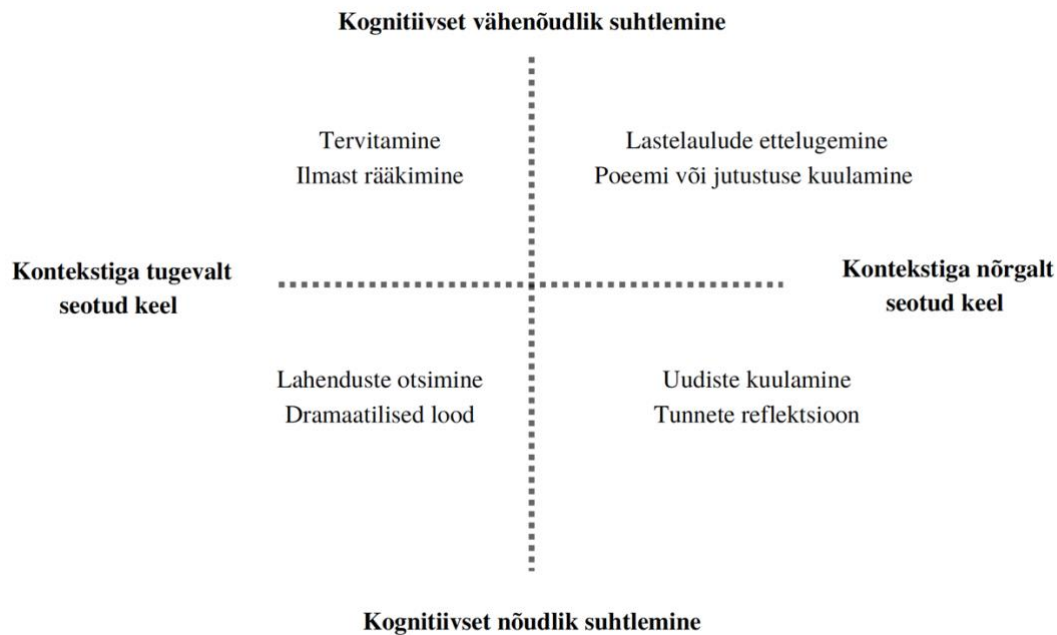 Kognitiivset vähenõudlik suhtlemine
Tervitamine
Ilmast rääkimine
Lastelaulude ettelugemine
Poeemi või jutustuse kuulamine
Kontekstiga tugevalt
seotud keel
Kontekstiga nõrgalt
seotud keel
Lahenduste otsimine
Dramaatilised lood
Uudiste kuulamine
Tunnete reflektsioon
Kognitiivset nõudlik suhtlemine